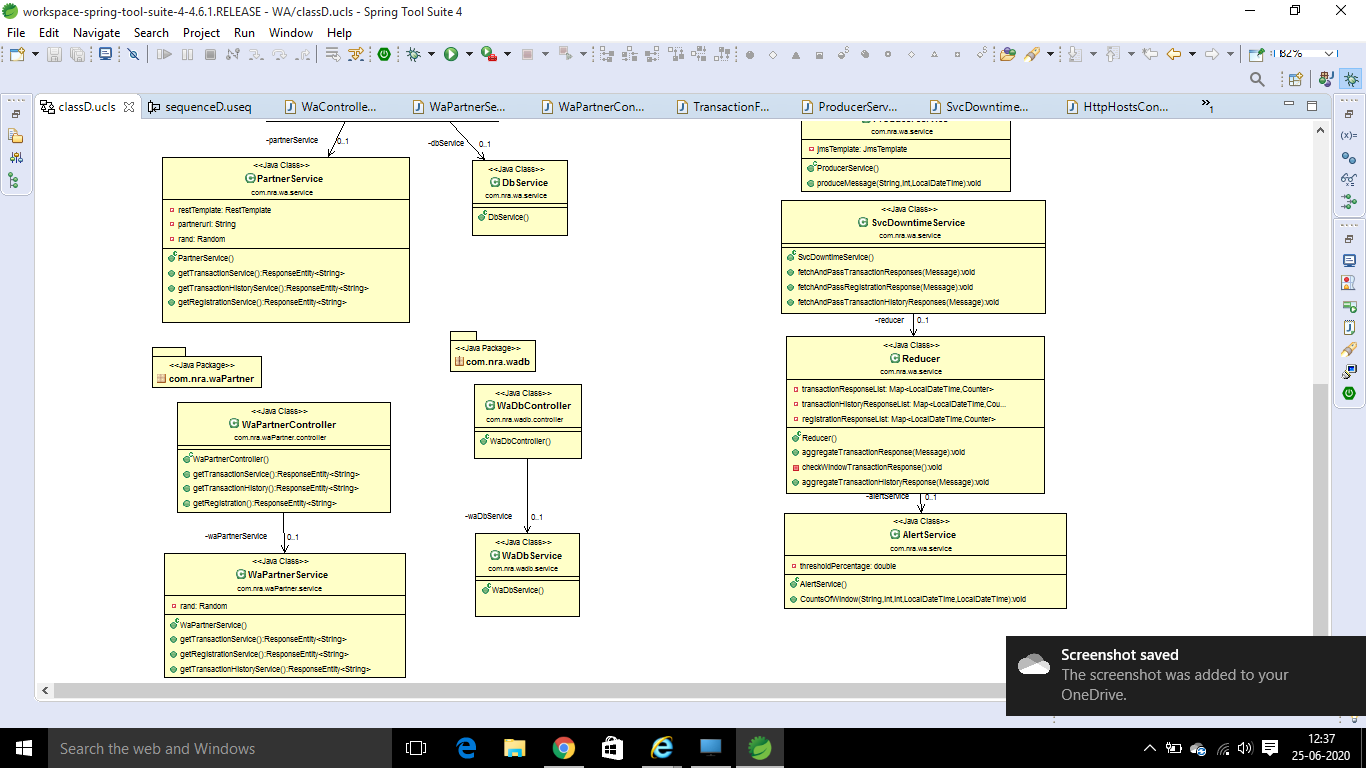 workspace-spring-tool-suite-4-4.6.1.RELEASE - WA/classD.ucls - Spring Tool Suite 4
File Edit Navigate Search Project Run Window Help
82%
classD.ucls
sequenceD.useq
WaControlle...
WaPartnerSe...
WaPartnerCon...
TransactionF...
ProducerServ...
SvcDowntime...
HttpHostsCon...
»1
-partnerService 0..1
<<Java Class>>
PartnerService
com.nra.wa.service
restTemplate: RestTemplate
partnerurl: String
rand: Random
PartnerService()
getTransactionService():ResponseEntity<String>
getTransactionHistoryService():ResponseEntity<String>
getRegistrationService():ResponseEntity<String>
-dbService 0..1
<<Java Class>>
DbService
com.nra.wa.service
DbService()
ProducerService
com.nra.wa.service
jmsTemplate: JmsTemplate
ProducerService()
produceMessage(String,int,LocalDateTime):void
<<Java Class>>
SvcDowntimeService
com.nra.wa.service
SvcDowntimeService()
fetchAndPassTransactionResponses(Message):void
fetchAndPassRegistrationResponse(Message):void
fetchAndPassTransactionHistoryResponses(Message):void
-reducer 0..1
<<Java Class>>
Reducer
com.nra.wa.service
transactionResponseList: Map<LocalDateTime,Counter>
transactionHistoryResponseList: Map<LocalDateTime,Cou...
registrationResponseList: Map<LocalDateTime,Counter>
Reducer()
aggregateTransactionResponse(Message):void
checkWindowTransactionResponse():void
aggregateTransactionHistoryResponse(Message):void
-alertService 0..1
<<Java Class>>
AlertService
com.nra.wa.service
thresholdPercentage: double
AlertService()
CountsOfWindow(String,int,int,LocalDateTime,LocalDateTime):void
<<Java Package>>
com.nra.waPartner
<<Java Class>>
WaPartnerController
com.nra.waPartner.controller
WaPartnerController()
getTransactionService():ResponseEntity<String>
getTransactionHistory():ResponseEntity<String>
getRegistration():ResponseEntity<String>
-waPartnerService 0..1
<<Java Class>>
WaPartnerService
com.nra.waPartner.service
rand: Random
WaPartnerService()
getTransactionService():ResponseEntity<String>
getRegistrationService():ResponseEntity<String>
getTransactionHistoryService():ResponseEntity<String>
<<Java Package>>
com.nra.wadb
<<Java Class>>
WaDbController
com.nra.wadb.controller
WaDbController()
-waDbService 0..1
<<Java Class>>
WaDbService
com.nra.wadb.service
WaDbService()
Screenshot saved
The screenshot was added to your
OneDrive.
Search the web and Windows
12:37
25-06-2020